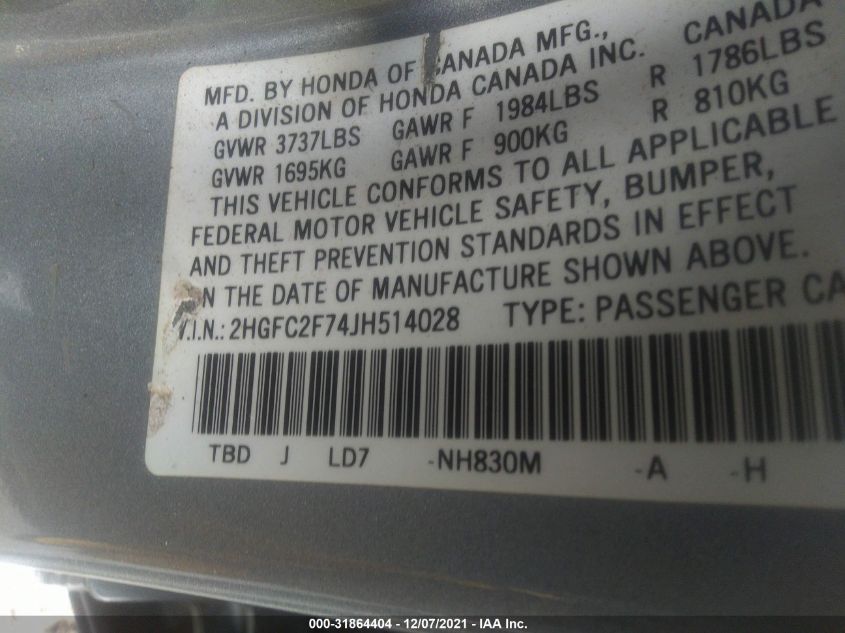 MFD. BY HONDA OF CANADA MFG.,
A DIVISION OF HONDA CANADA INC. CANADA
GVWR 3737LBS GAWR F 1984LBS R 1786LBS
GVWR 1695KG GAWR F 900KG R 810KG
THIS VEHICLE CONFORMS TO ALL APPLICABLE
FEDERAL MOTOR VEHICLE SAFETY, BUMPER,
AND THEFT PREVENTION STANDARDS IN EFFECT
ON THE DATE OF MANUFACTURE SHOWN ABOVE.
V.I.N.: 2HGFC2F74JH514028 TYPE: PASSENGER CA
TBD J LD7 -NH830M -A -H
000-31864404 - 12/07/2021 - IAA Inc.